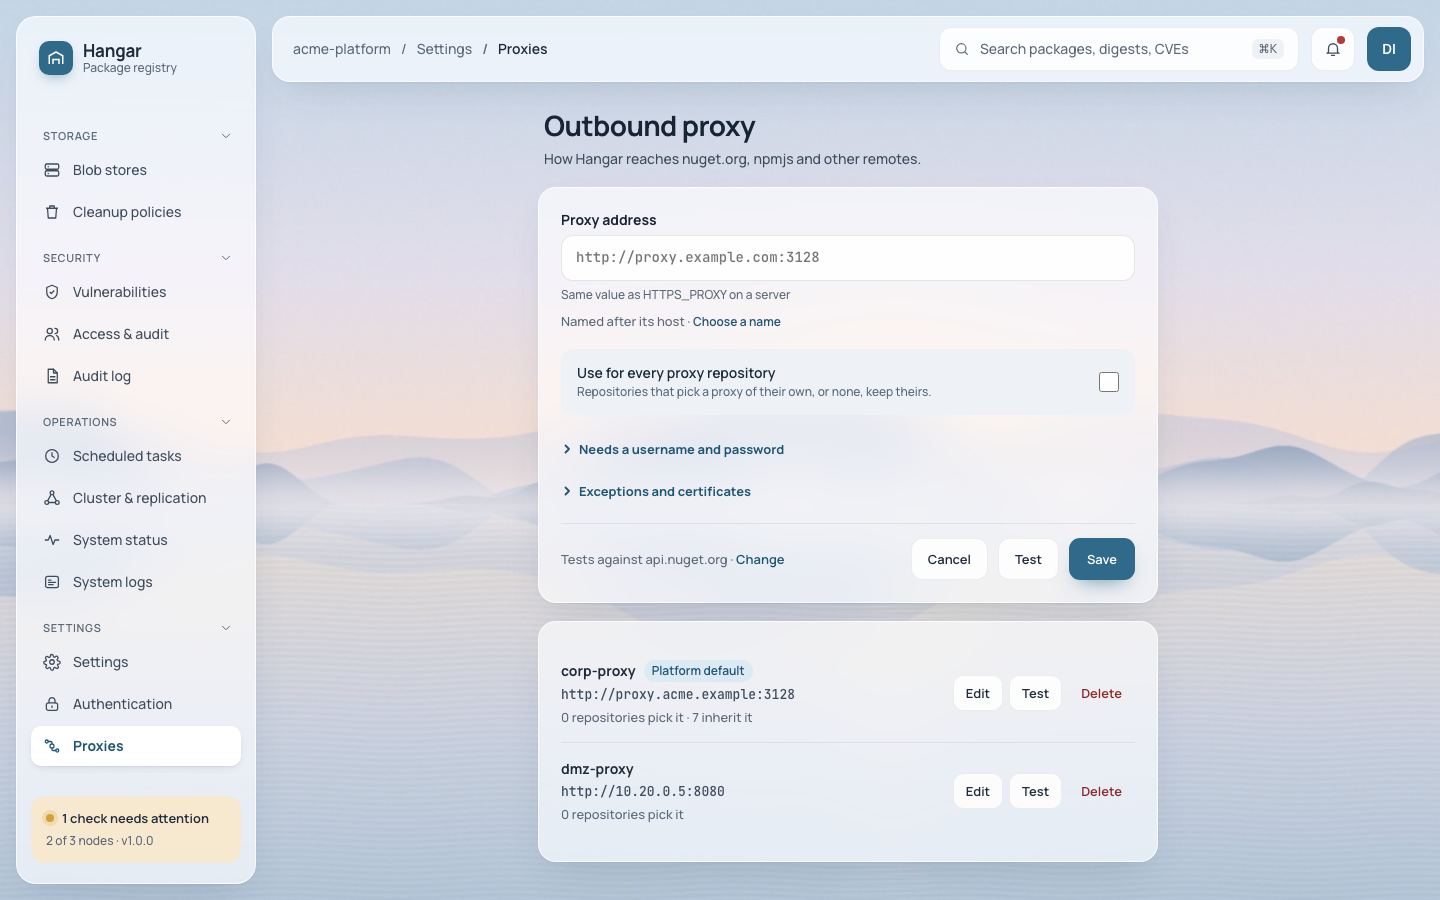 Hangar
Package registry
STORAGE
Blob stores
Cleanup policies
SECURITY
Vulnerabilities
Access & audit
Audit log
OPERATIONS
Scheduled tasks
Cluster & replication
System status
System logs
SETTINGS
Settings
Authentication
Proxies
1 check needs attention
2 of 3 nodes · v1.0.0
acme-platform / Settings / Proxies
Search packages, digests, CVEs ⌘K
DI
Outbound proxy
How Hangar reaches nuget.org, npmjs and other remotes.
Proxy address
http://proxy.example.com:3128
Same value as HTTPS_PROXY on a server
Named after its host · Choose a name
Use for every proxy repository
Repositories that pick a proxy of their own, or none, keep theirs.
Needs a username and password
Exceptions and certificates
Tests against api.nuget.org · Change
Cancel Test Save
corp-proxy Platform default
http://proxy.acme.example:3128
0 repositories pick it · 7 inherit it
Edit Test Delete
dmz-proxy
http://10.20.0.5:8080
0 repositories pick it
Edit Test Delete